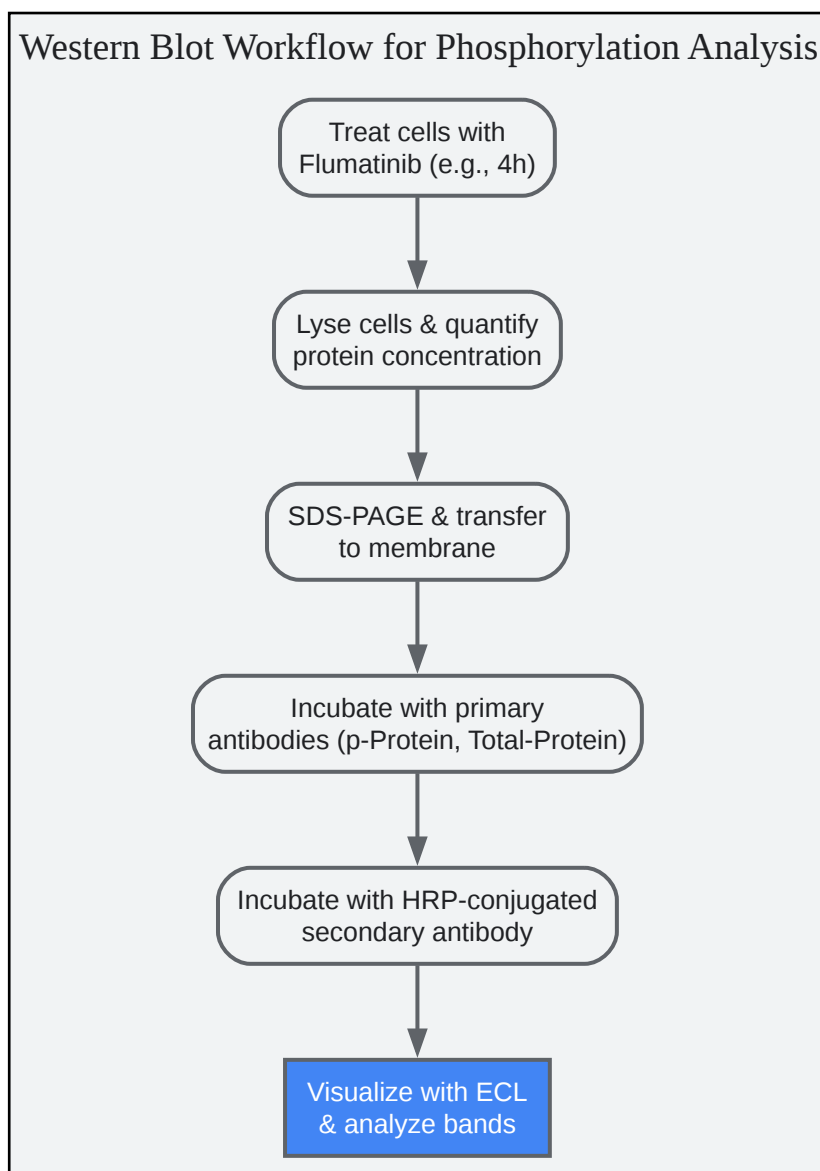 Western Blot Workflow for Phosphorylation Analysis
Treat cells with
Flumatinib (e.g., 4h)
Lyse cells & quantify
protein concentration
SDS-PAGE & transfer
to membrane
Incubate with primary
antibodies (p-Protein, Total-Protein)
Incubate with HRP-conjugated
secondary antibody
Visualize with ECL
& analyze bands